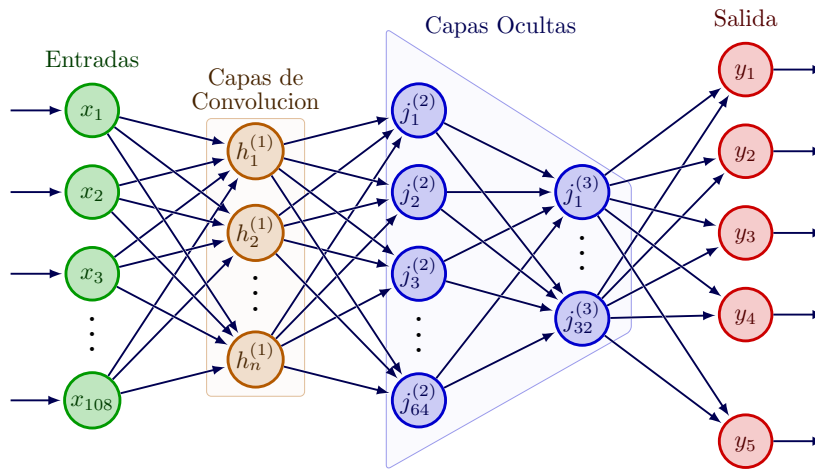 Entradas
x₁
x₂
x₃
⋮
x₁₀₈
Capas de
Convolucion
h₁⁽¹⁾
h₂⁽¹⁾
⋮
hₙ⁽¹⁾
Capas Ocultas
j₁⁽²⁾
j₂⁽²⁾
j₃⁽²⁾
⋮
j₆₄⁽²⁾
j₁⁽³⁾
⋮
j₃₂⁽³⁾
Salida
y₁
y₂
y₃
y₄
y₅